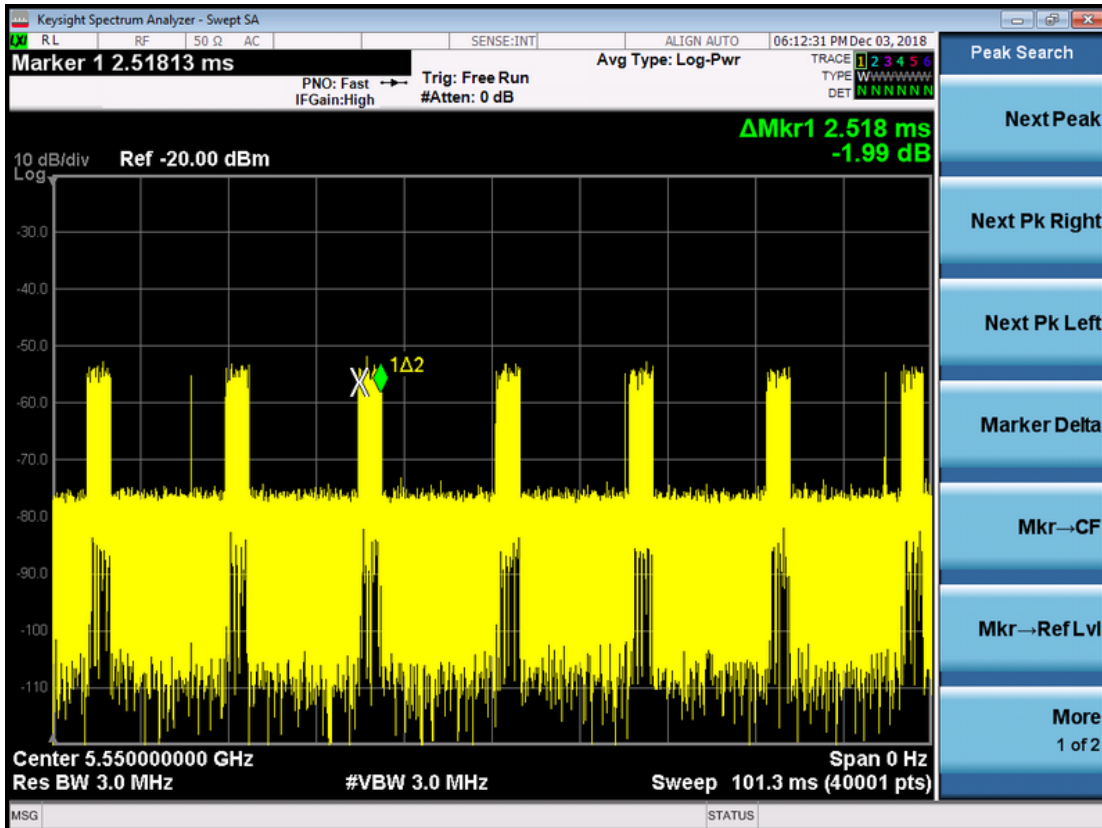 Keysight Spectrum Analyzer - Swept SA
LXI RL RF 50 Ω AC SENSE:INT ALIGN AUTO 06:12:31 PM Dec 03, 2018
Marker 1 2.51813 ms
PNO: Fast
IFGain:High
Trig: Free Run
#Atten: 0 dB
Avg Type: Log-Pwr
TRACE 1 2 3 4 5 6
TYPE WWWWWWW
DET N N N N N N
ΔMkr1 2.518 ms
-1.99 dB
10 dB/div Ref -20.00 dBm
Log
-30.0
-40.0
-50.0
-60.0
-70.0
-80.0
-90.0
-100
-110
X
1Δ2
Center 5.550000000 GHz Span 0 Hz
Res BW 3.0 MHz #VBW 3.0 MHz Sweep 101.3 ms (40001 pts)
MSG STATUS
Peak Search
Next Peak
Next Pk Right
Next Pk Left
Marker Delta
Mkr→CF
Mkr→Ref Lvl
More
1 of 2